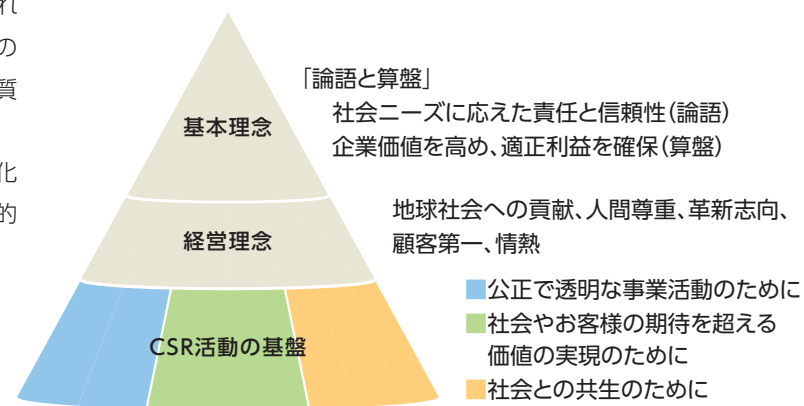 れ
の
質
化
的
基本理念
「論語と算盤」
社会ニーズに応えた責任と信頼性(論語)
企業価値を高め、適正利益を確保(算盤)
経営理念
地球社会への貢献、人間尊重、革新志向、
顧客第一、情熱
CSR活動の基盤
■公正で透明な事業活動のために
■社会やお客様の期待を超える
価値の実現のために
■社会との共生のために